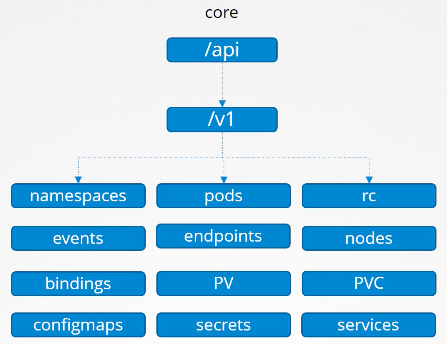 core
/api
/v1
namespaces pods rc
events endpoints nodes
bindings PV PVC
configmaps secrets services